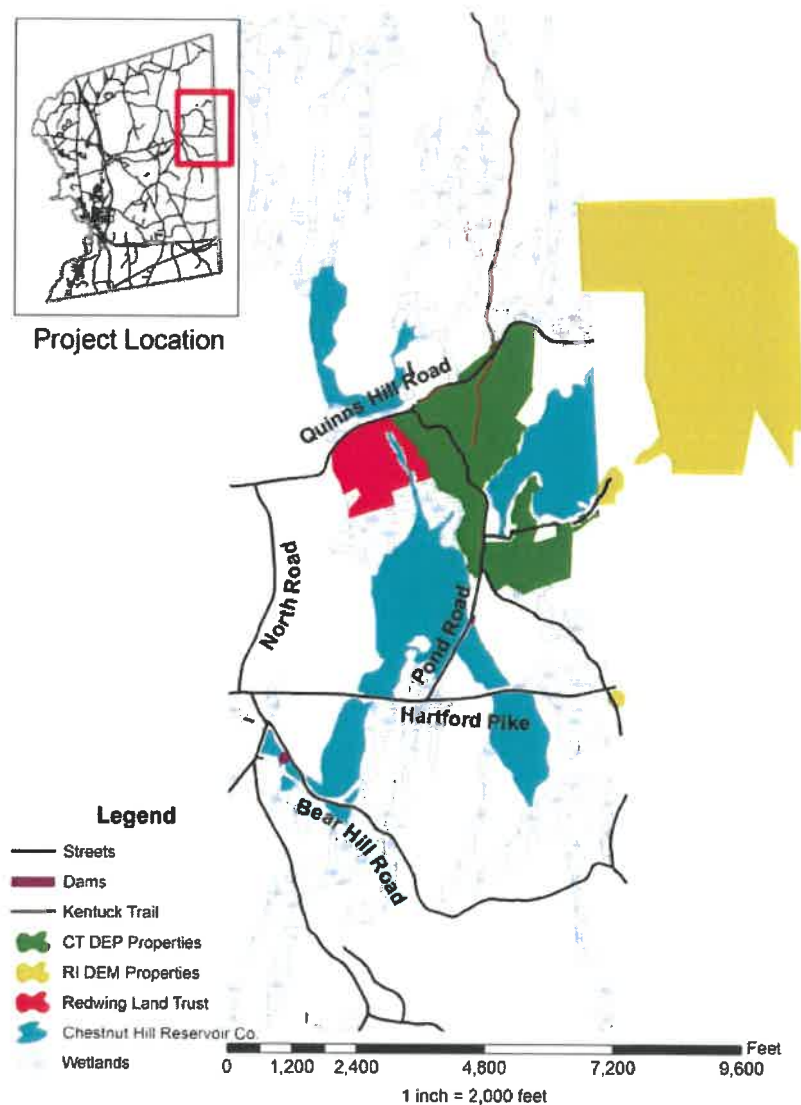 Project Location
Quinns Hill Road
North Road
Pond Road
Hartford Pike
Bear Hill Road
Legend
Streets
Dams
Kentuck Trail
CT DEP Properties
RI DEM Properties
Redwing Land Trust
Chestnut Hill Reservoir Co.
Wetlands
Feet
0 1,200 2,400 4,800 7,200 9,600
1 inch = 2,000 feet